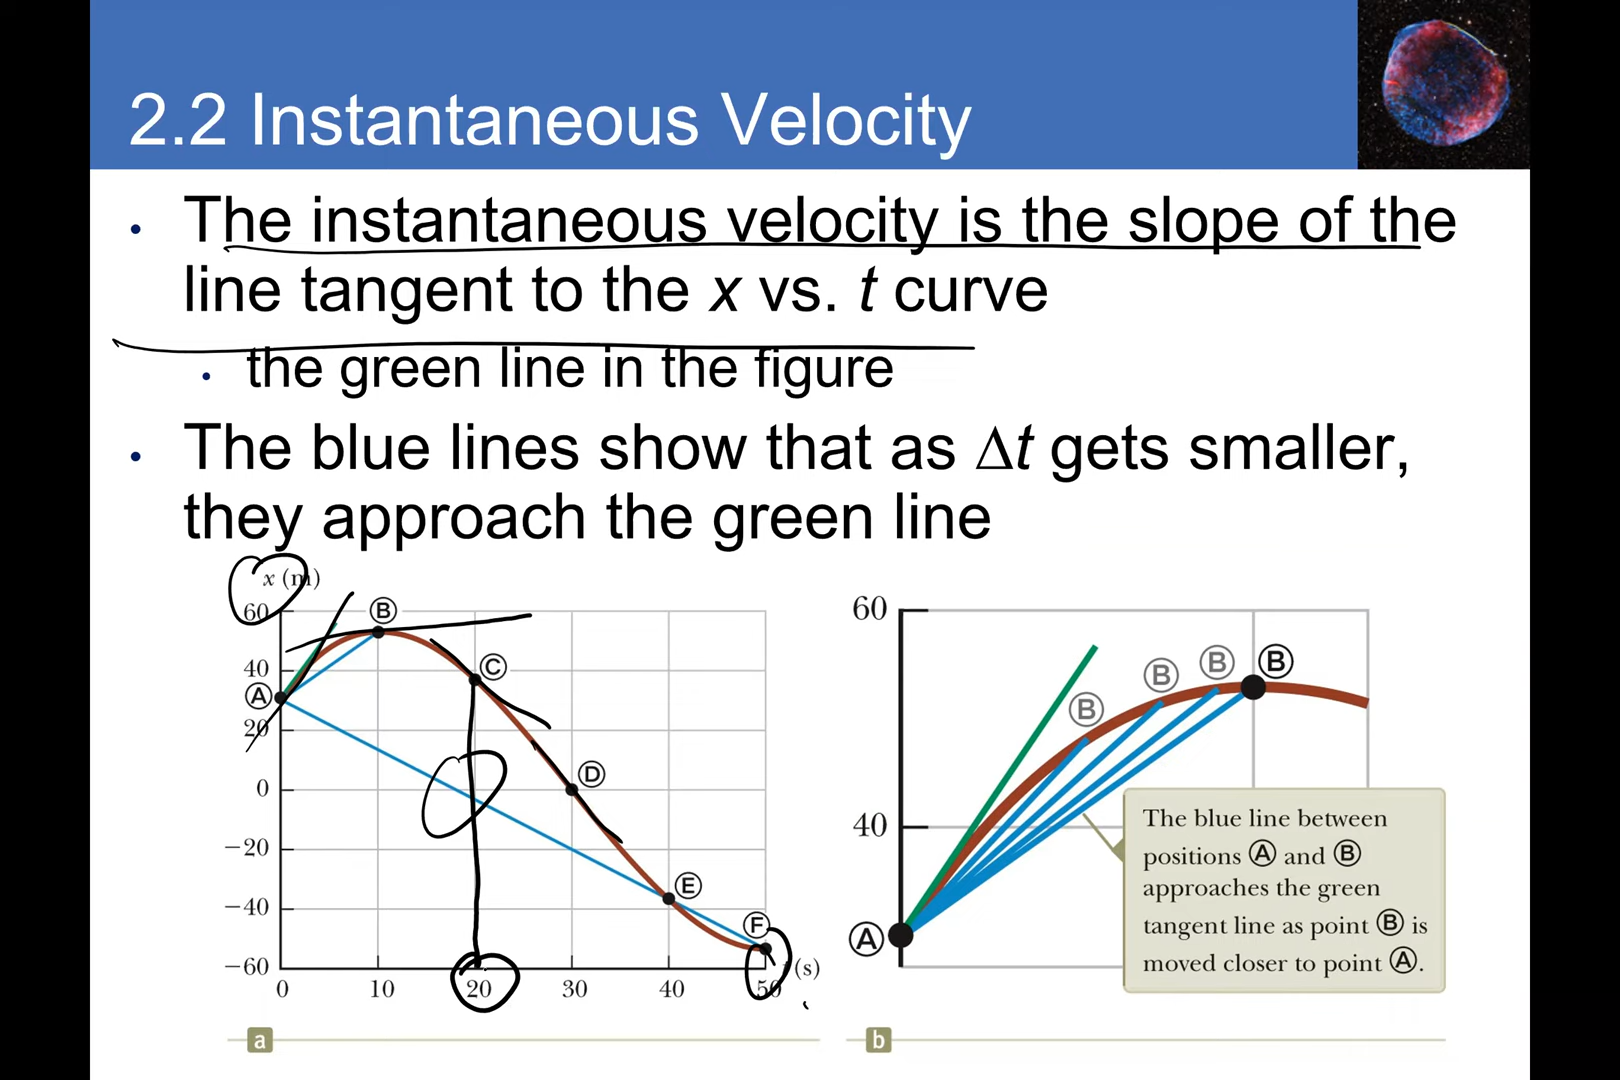 2.2 Instantaneous Velocity
• The instantaneous velocity is the slope of the
line tangent to the x vs. t curve
• the green line in the figure
• The blue lines show that as Δt gets smaller,
they approach the green line
x (m)
60
40
20
0
−20
−40
−60
0 10 20 30 40 50
t (s)
Ⓐ
Ⓑ
Ⓒ
Ⓓ
Ⓔ
Ⓕ
a
60
40
Ⓑ Ⓑ Ⓑ Ⓑ
Ⓐ
The blue line between
positions Ⓐ and Ⓑ
approaches the green
tangent line as point Ⓑ is
moved closer to point Ⓐ.
b